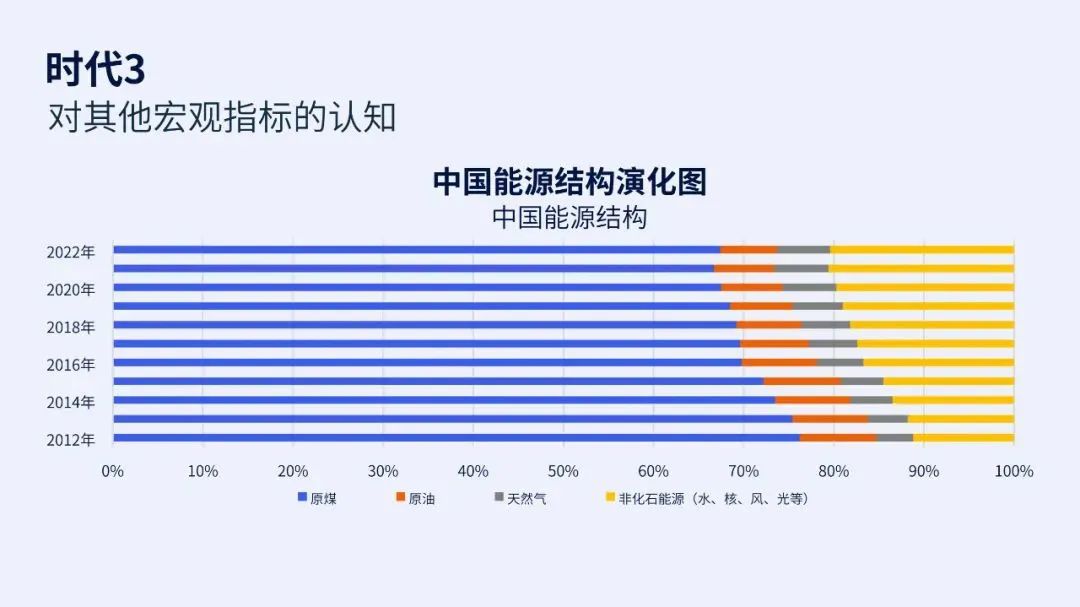 时代3
对其他宏观指标的认知
中国能源结构演化图
中国能源结构
2022年
2020年
2018年
2016年
2014年
2012年
0% 10% 20% 30% 40% 50% 60% 70% 80% 90% 100%
原煤 原油 天然气 非化石能源（水、核、风、光等）